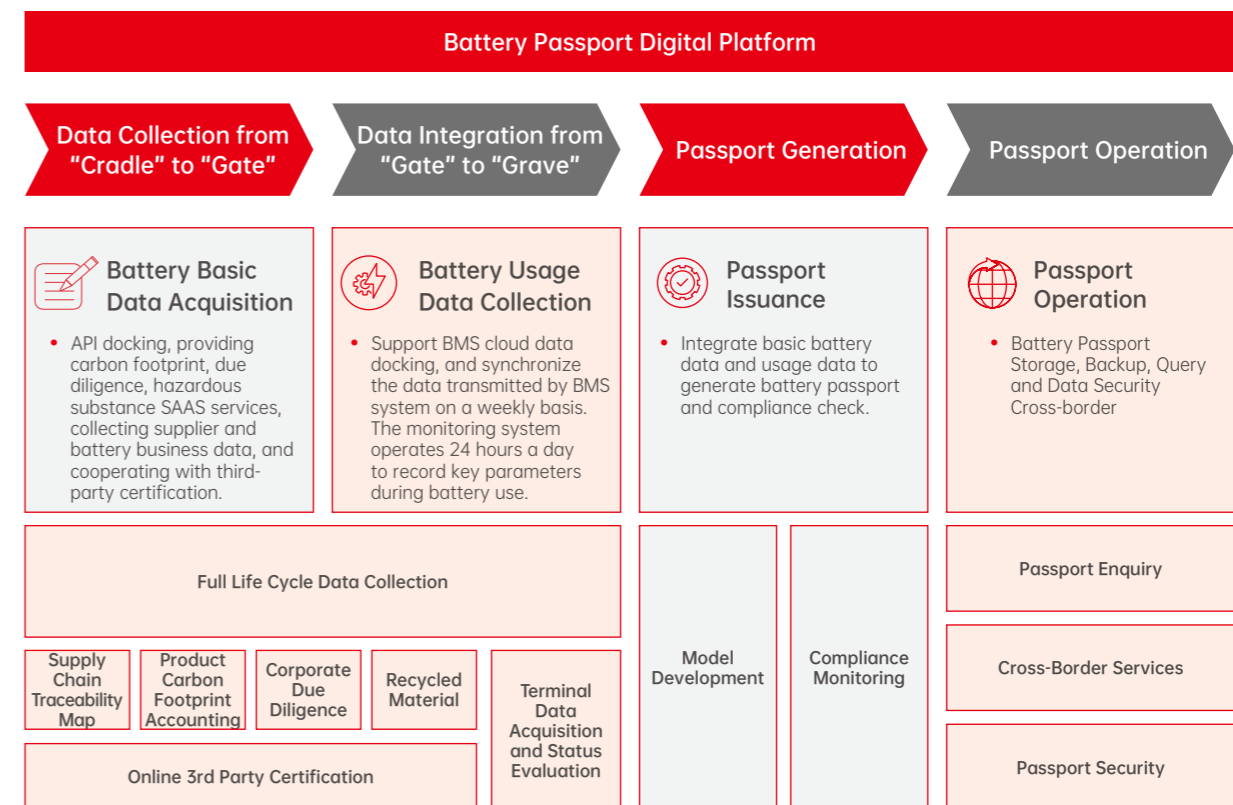 Battery Passport Digital Platform
Data Collection from
"Cradle" to "Gate"
Data Integration from
"Gate" to "Grave"
Passport Generation
Passport Operation
Battery Basic
Data Acquisition
• API docking, providing
carbon footprint, due
diligence, hazardous
substance SAAS services,
collecting supplier and
battery business data, and
cooperating with third-
party certification.
Battery Usage
Data Collection
• Support BMS cloud data
docking, and synchronize
the data transmitted by BMS
system on a weekly basis.
The monitoring system
operates 24 hours a day
to record key parameters
during battery use.
Passport
Issuance
• Integrate basic battery
data and usage data to
generate battery passport
and compliance check.
Passport
Operation
• Battery Passport
Storage, Backup, Query
and Data Security
Cross-border
Full Life Cycle Data Collection
Supply
Chain
Traceability
Map
Product
Carbon
Footprint
Accounting
Corporate
Due
Diligence
Recycled
Material
Online 3rd Party Certification
Terminal
Data
Acquisition
and Status
Evaluation
Model
Development
Compliance
Monitoring
Passport Enquiry
Cross-Border Services
Passport Security